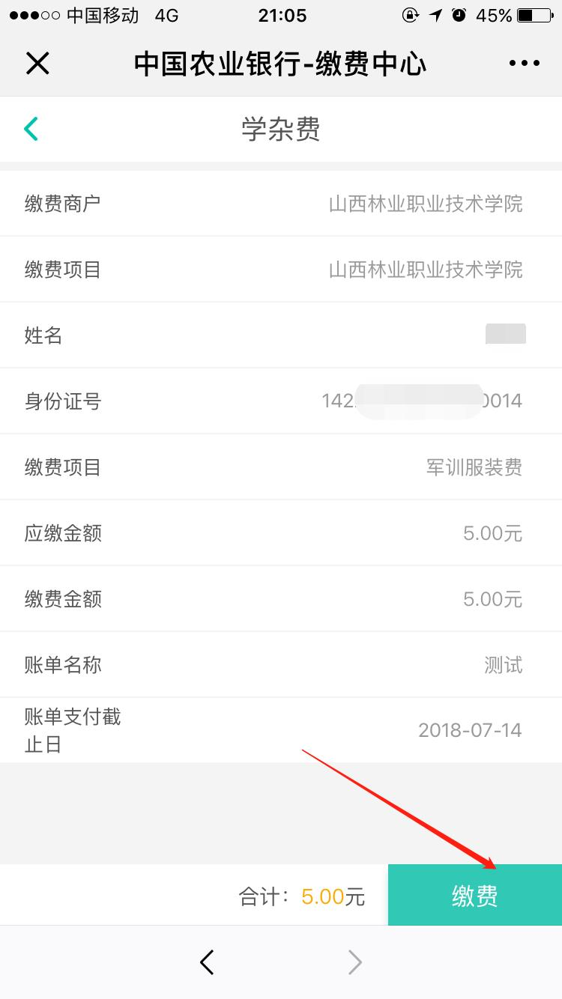 中国移动 4G 21:05 45%
中国农业银行-缴费中心
学杂费
缴费商户 山西林业职业技术学院
缴费项目 山西林业职业技术学院
姓名
身份证号 142 0014
缴费项目 军训服装费
应缴金额 5.00元
缴费金额 5.00元
账单名称 测试
账单支付截
止日
2018-07-14
合计：5.00元 缴费